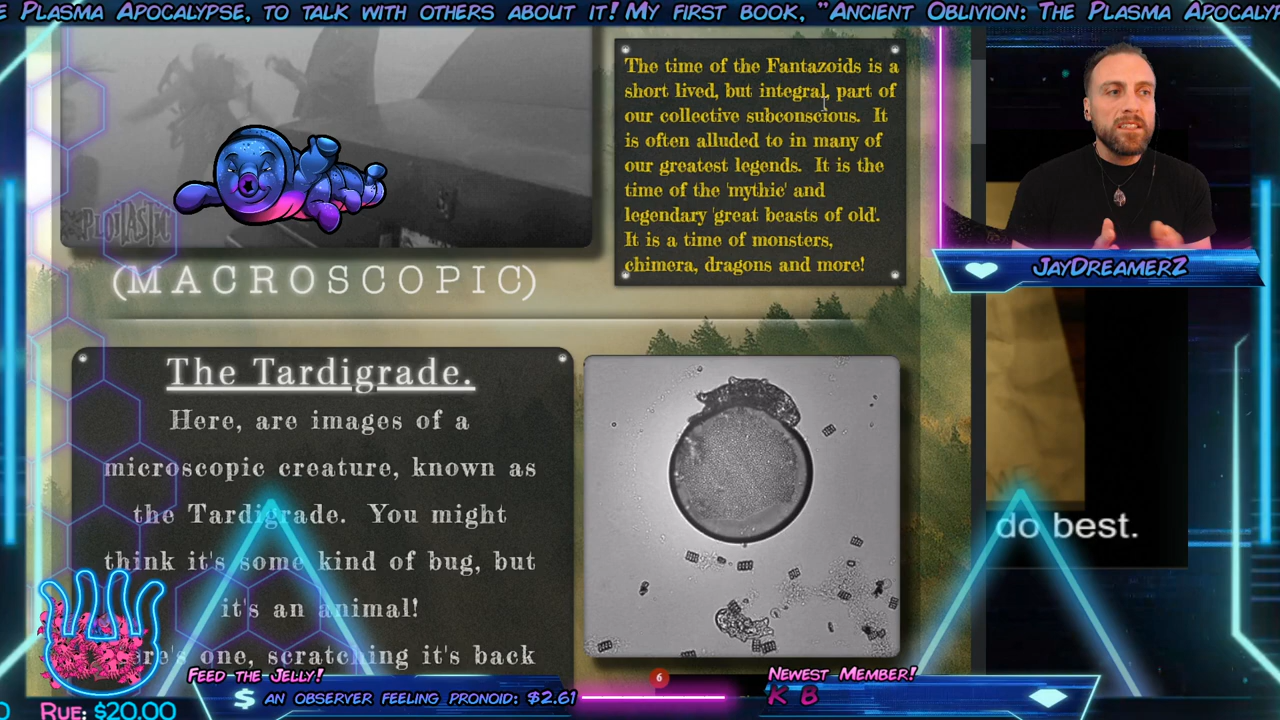 E PLASMA APOCALYPSE, TO TALK WITH OTHERS ABOUT IT! MY FIRST BOOK, "ANCIENT OBLIVION: THE PLASMA APOCALYP
The time of the Fantazoids is a
short lived, but integral, part of
our collective subconscious. It
is often alluded to in many of
our greatest legends. It is the
time of the 'mythic' and
legendary 'great beasts of old'.
It is a time of monsters,
chimera, dragons and more!
PLOITASTIC
JAYDREAMERZ
(MACROSCOPIC)
The Tardigrade.
Here, are images of a
microscopic creature, known as
the Tardigrade. You might
think it's some kind of bug, but
it's an animal!
one, scratching it's back
do best.
FEED THE JELLY!
$ AN OBSERVER FEELING PRONOID: $2.61
6
NEWEST MEMBER!
K B
RUE: $20.00